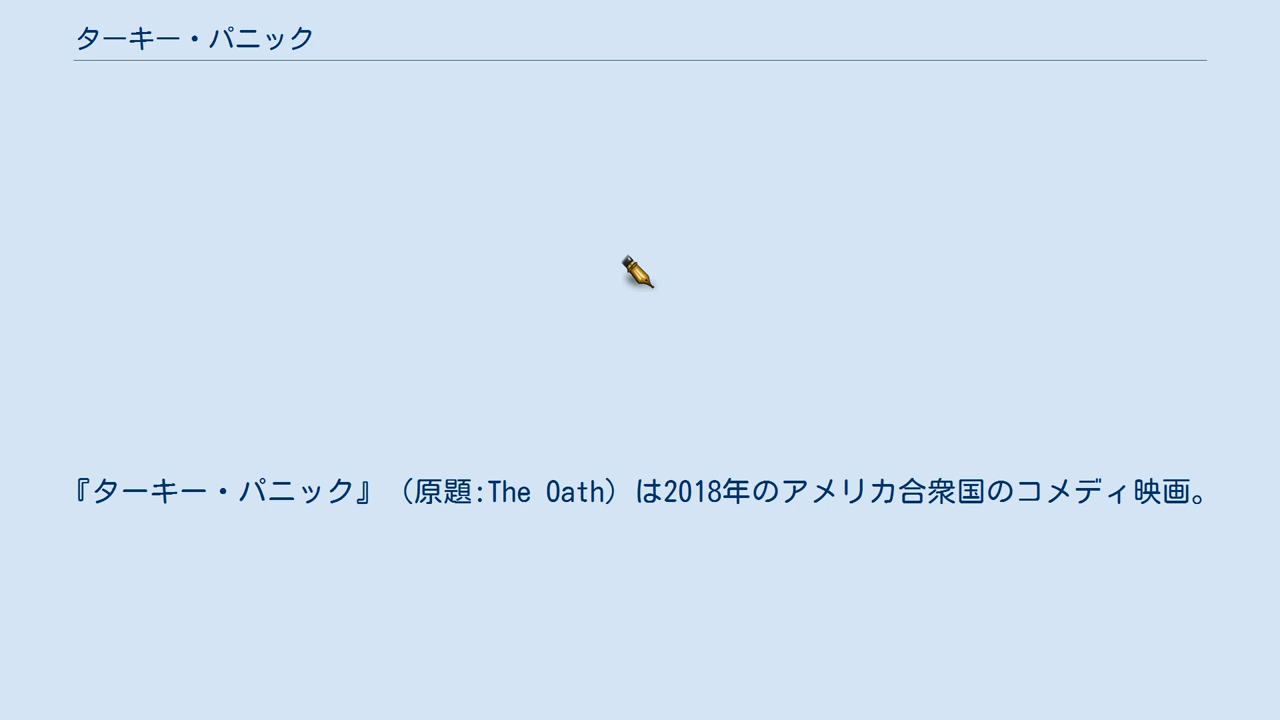 ターキー・パニック
『ターキー・パニック』（原題:The Oath）は2018年のアメリカ合衆国のコメディ映画。